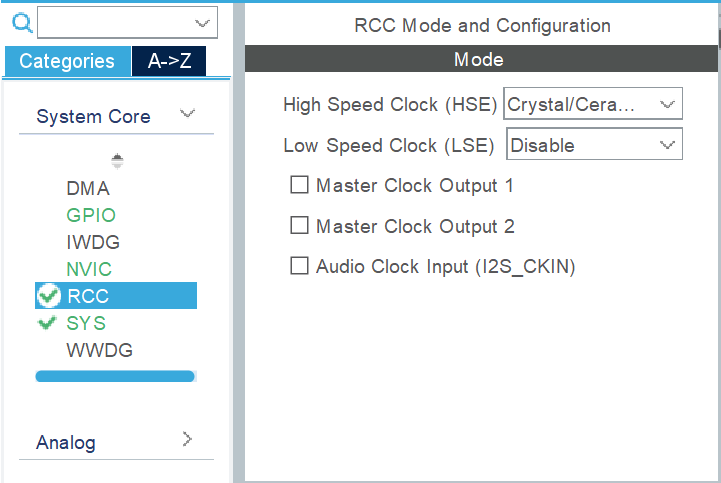 RCC Mode and Configuration
Categories A->Z
Mode
System Core
High Speed Clock (HSE) Crystal/Cera...
Low Speed Clock (LSE) Disable
Master Clock Output 1
Master Clock Output 2
Audio Clock Input (I2S_CKIN)
DMA
GPIO
IWDG
NVIC
RCC
SYS
WWDG
Analog